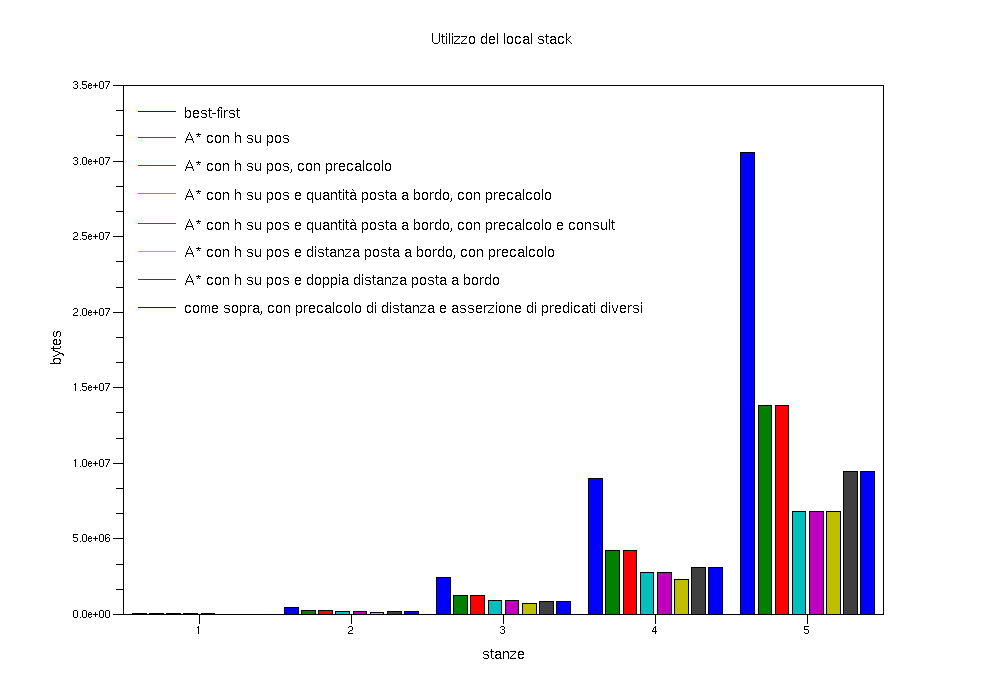 Utilizzo del local stack
3.5e+07
3.0e+07
2.5e+07
2.0e+07
1.5e+07
1.0e+07
5.0e+06
0.0e+00
bytes
best-first
A* con h su pos
A* con h su pos, con precalcolo
A* con h su pos e quantità posta a bordo, con precalcolo
A* con h su pos e quantità posta a bordo, con precalcolo e consult
A* con h su pos e distanza posta a bordo, con precalcolo
A* con h su pos e doppia distanza posta a bordo
come sopra, con precalcolo di distanza e asserzione di predicati diversi
1 2 3 4 5
stanze